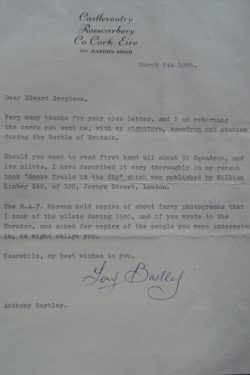 Castleventry
Rosscarbery
Co. Cork, Eire
March 6th 1985.
Dear Edward Sergison,
Very many thanks for your nice letter, and I am returning
the cards you sent me, with my signature, squadron and station
during the Battle of Britain.
Should you want to read first hand all about 92 Squadron, and
its pilots, I have described it very thoroughly in my recent
book 'Smoke Trails in the Sky' which was published by William
Kimber Ltd, of 100, Jermyn Street, London.
The R.A.F. Museum hold copies of about forty photographs that
I took of the pilots during 1940, and if you wrote to the
Curator, and asked for copies of the people you were interested
in, he might oblige you.
Meanwhile, my best wishes to you.
Tony Bartley
Anthony Bartley.